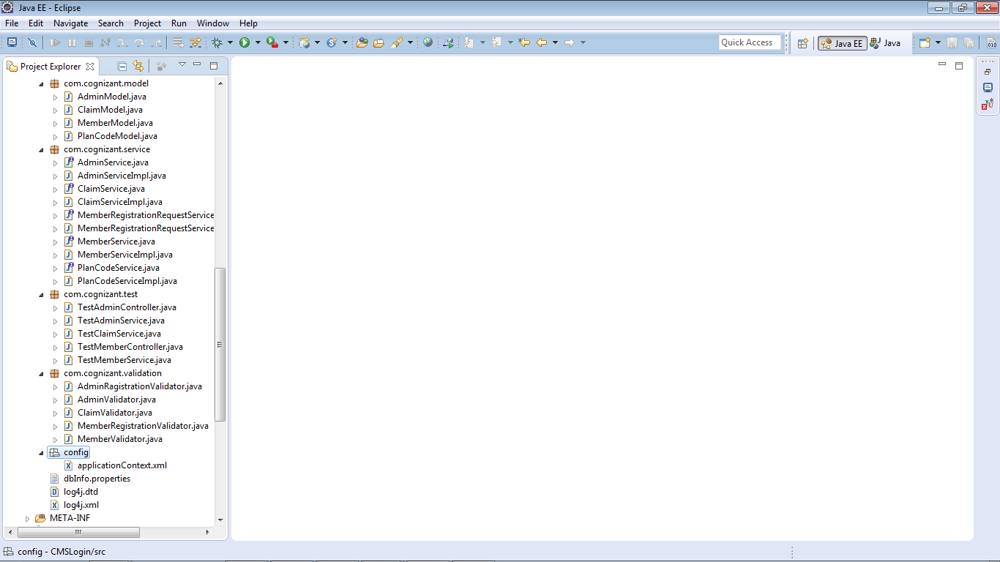 Java EE - Eclipse
File Edit Navigate Search Project Run Window Help
Quick Access
Java EE
Java
Project Explorer
com.cognizant.model
AdminModel.java
ClaimModel.java
MemberModel.java
PlanCodeModel.java
com.cognizant.service
AdminService.java
AdminServiceImpl.java
ClaimService.java
ClaimServiceImpl.java
MemberRegistrationRequestService
MemberRegistrationRequestService
MemberService.java
MemberServiceImpl.java
PlanCodeService.java
PlanCodeServiceImpl.java
com.cognizant.test
TestAdminController.java
TestAdminService.java
TestClaimService.java
TestMemberController.java
TestMemberService.java
com.cognizant.validation
AdminRagistrationValidator.java
AdminValidator.java
ClaimValidator.java
MemberRegistrationValidator.java
MemberValidator.java
config
applicationContext.xml
dbInfo.properties
log4j.dtd
log4j.xml
META-INF
config - CMSLogin/src